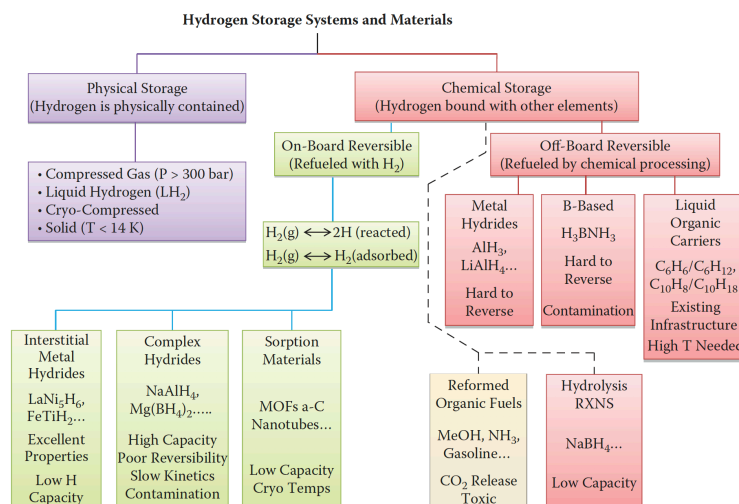 Hydrogen Storage Systems and Materials
Physical Storage
(Hydrogen is physically contained)
Chemical Storage
(Hydrogen bound with other elements)
• Compressed Gas (P > 300 bar)
• Liquid Hydrogen (LH₂)
• Cryo-Compressed
• Solid (T < 14 K)
On-Board Reversible
(Refueled with H₂)
Off-Board Reversible
(Refueled by chemical processing)
H₂(g) ⟷ 2H (reacted)
H₂(g) ⟷ H₂(adsorbed)
Metal
Hydrides
AlH₃,
LiAlH₄...
Hard to
Reverse
B-Based
H₃BNH₃
Hard to
Reverse
Contamination
Liquid
Organic
Carriers
C₆H₆/C₆H₁₂,
C₁₀H₈/C₁₀H₁₈
Existing
Infrastructure
High T Needed
Interstitial
Metal
Hydrides
LaNi₅H₆,
FeTiH₂...
Excellent
Properties
Low H
Capacity
Complex
Hydrides
NaAlH₄,
Mg(BH₄)₂.....
High Capacity
Poor Reversibility
Slow Kinetics
Contamination
Sorption
Materials
MOFs a-C
Nanotubes...
Low Capacity
Cryo Temps
Reformed
Organic Fuels
MeOH, NH₃,
Gasoline...
CO₂ Release
Toxic
Hydrolysis
RXNS
NaBH₄...
Low Capacity